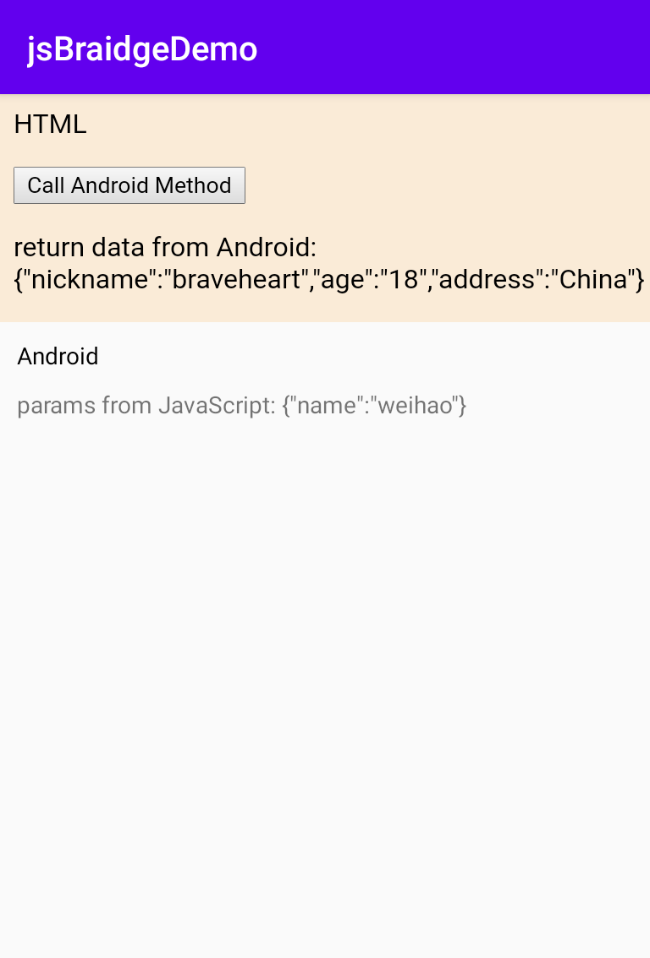 jsBraidgeDemo
HTML
Call Android Method
return data from Android:
{"nickname":"braveheart","age":"18","address":"China"}
Android
params from JavaScript: {"name":"weihao"}